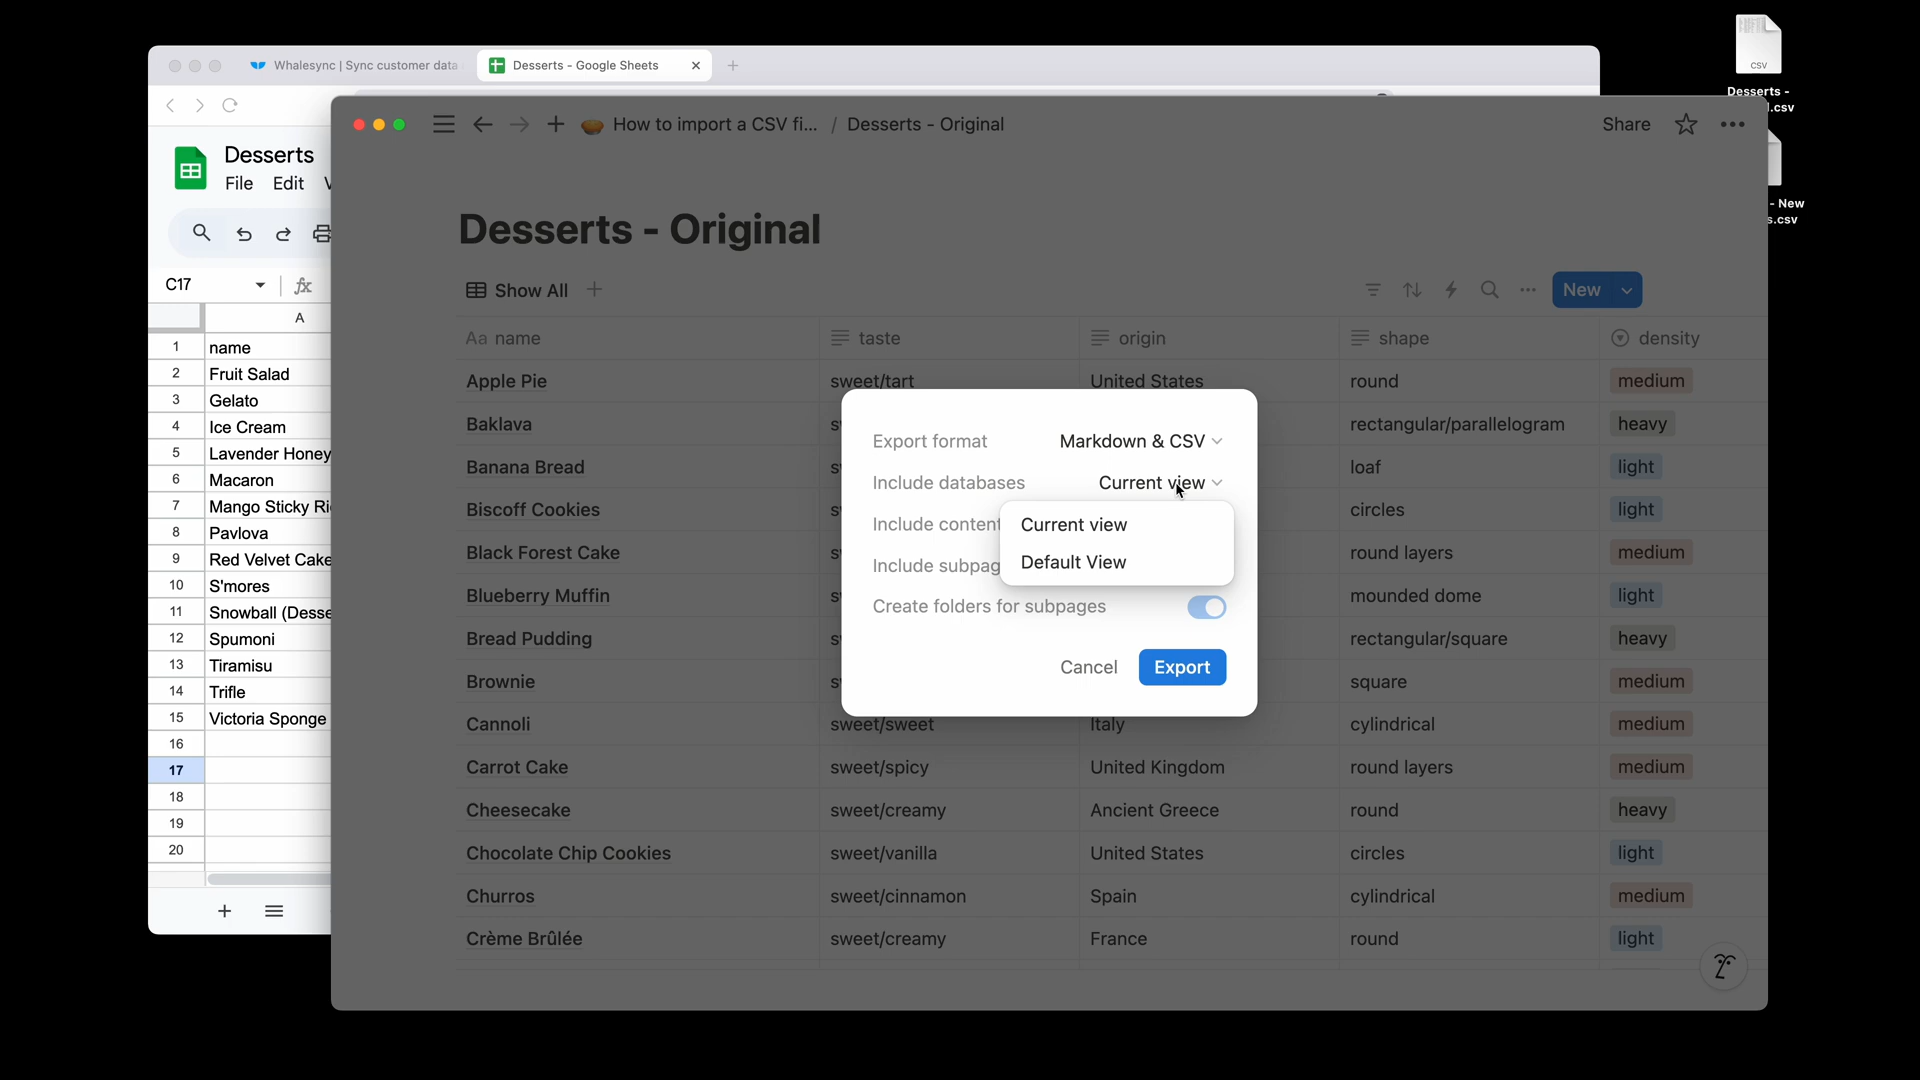 Whalesync | Sync customer data
Desserts - Google Sheets
csv
Desserts -
l.csv
- New
s.csv
How to import a CSV fi... / Desserts - Original
Share
Desserts
File Edit
Desserts - Original
Show All
New
C17
fx
A
Aa name taste origin shape density
1 name
2 Fruit Salad
3 Gelato
4 Ice Cream
5 Lavender Honey
6 Macaron
7 Mango Sticky Ri
8 Pavlova
9 Red Velvet Cake
10 S'mores
11 Snowball (Desse
12 Spumoni
13 Tiramisu
14 Trifle
15 Victoria Sponge
16
17
18
19
20
Apple Pie sweet/tart United States round medium
Baklava rectangular/parallelogram heavy
Banana Bread loaf light
Biscoff Cookies circles light
Black Forest Cake round layers medium
Blueberry Muffin mounded dome light
Bread Pudding rectangular/square heavy
Brownie square medium
Cannoli sweet/sweet Italy cylindrical medium
Carrot Cake sweet/spicy United Kingdom round layers medium
Cheesecake sweet/creamy Ancient Greece round heavy
Chocolate Chip Cookies sweet/vanilla United States circles light
Churros sweet/cinnamon Spain cylindrical medium
Crème Brûlée sweet/creamy France round light
Export format Markdown & CSV
Include databases Current view
Include content
Current view
Include subpag
Default View
Create folders for subpages
Cancel Export